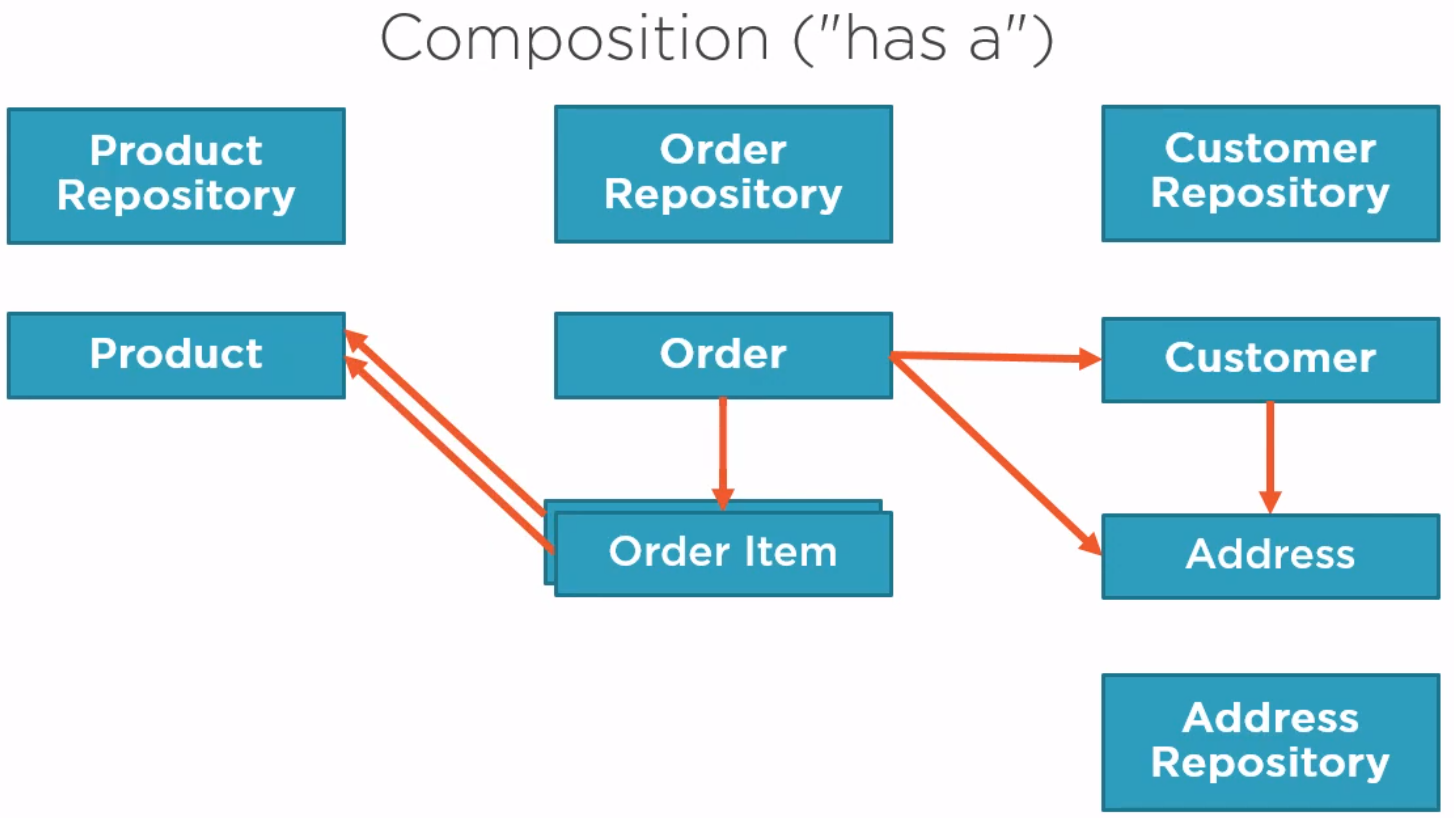 Composition ("has a")
Product
Repository
Order
Repository
Customer
Repository
Product
Order
Customer
Order Item
Address
Address
Repository